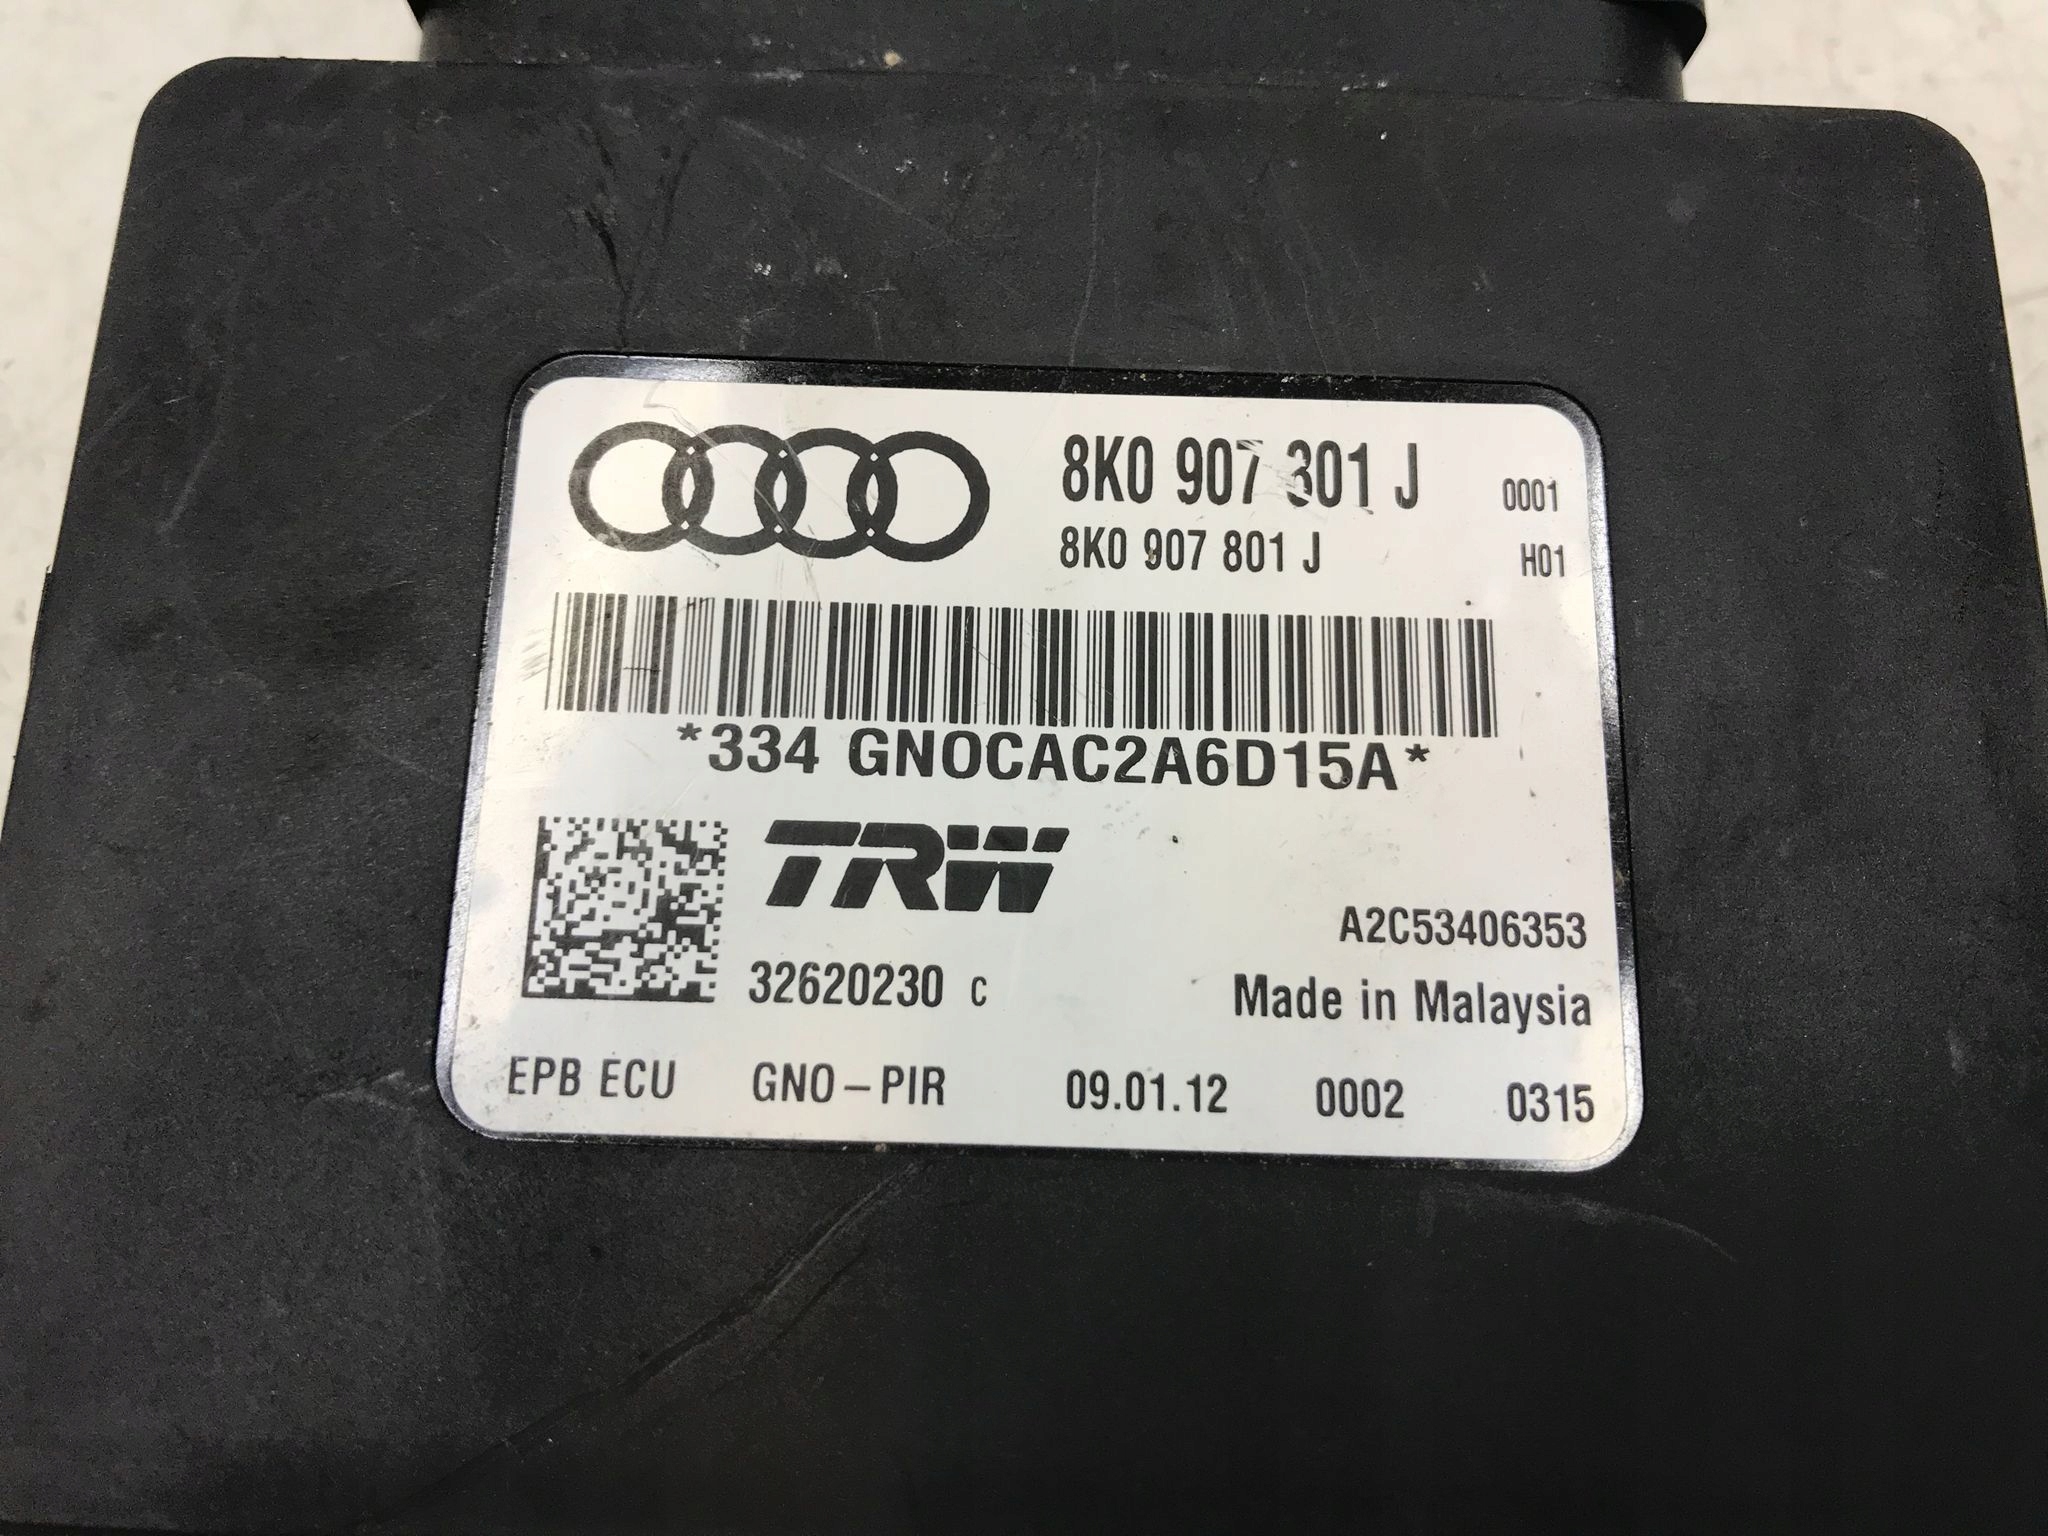 8K0 907 801 J 0001
8K0 907 801 J H01
*334 GNOCAC2A6D15A*
TRW
A2C53406353
32620230 C
Made in Malaysia
EPB ECU GNO-PIR 09.01.12 0002 0315